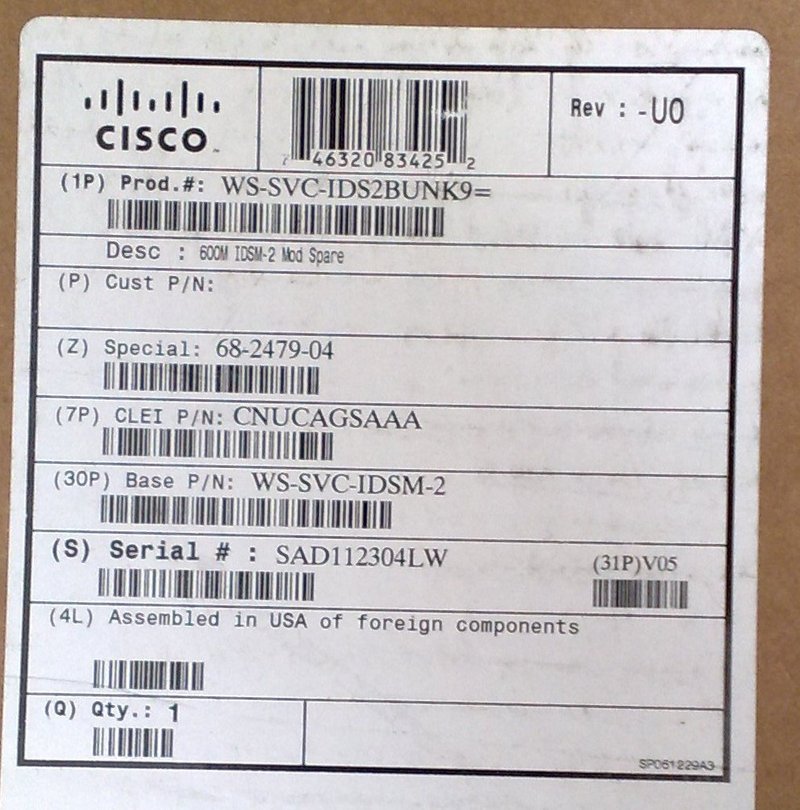 CISCO
46320 83425 2
Rev : -U0
(1P) Prod.#: WS-SVC-IDS2BUNK9=
Desc : 600M IDSM-2 Mod Spare
(P) Cust P/N:
(Z) Special: 68-2479-04
(7P) CLEI P/N: CNUCAGSAAA
(30P) Base P/N: WS-SVC-IDSM-2
(S) Serial # : SAD112304LW
(31P)V05
(4L) Assembled in USA of foreign components
(Q) Qty.: 1
SP061229A3